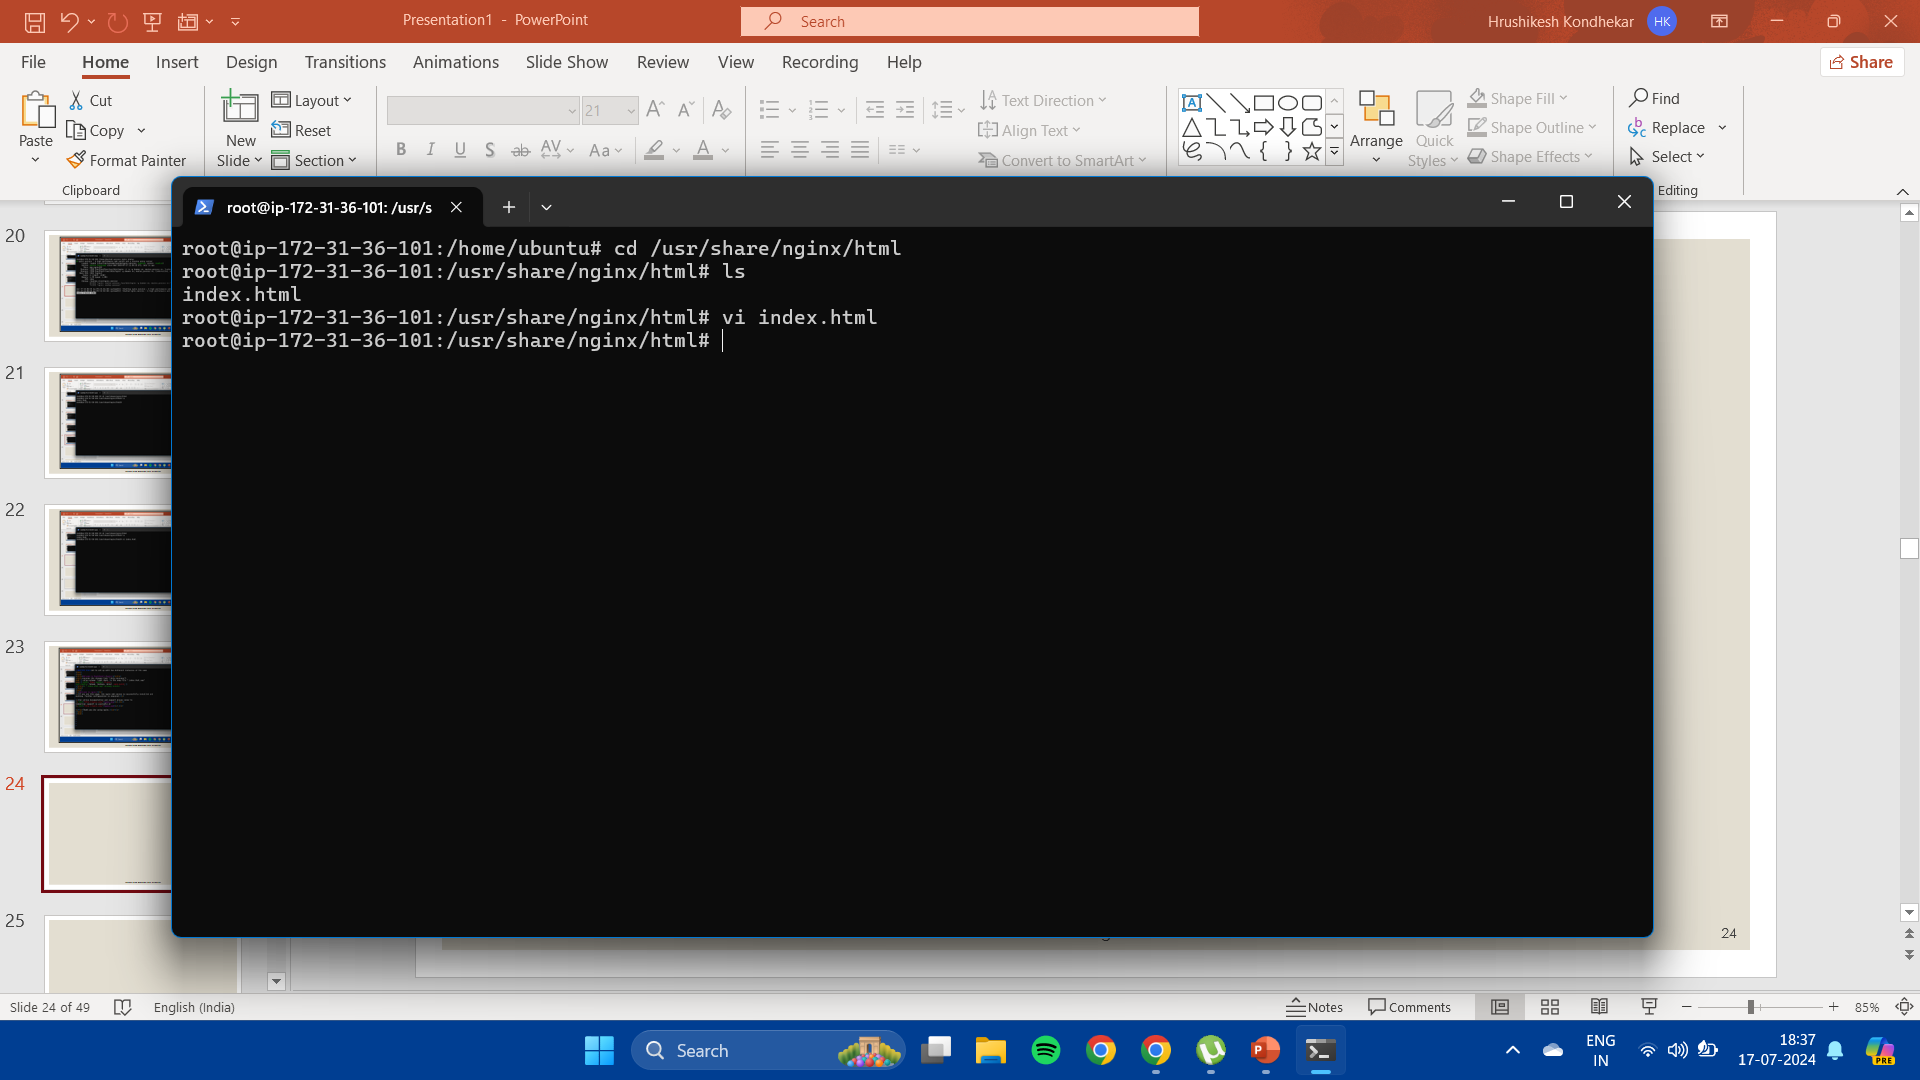 Presentation1 - PowerPoint
Search
Hrushikesh Kondhekar
HK
File
Home
Insert
Design
Transitions
Animations
Slide Show
Review
View
Recording
Help
Share
Paste
Cut
Copy
Format Painter
Clipboard
New
Slide
Layout
Reset
Section
21
Text Direction
Align Text
Convert to SmartArt
Arrange
Quick
Styles
Shape Fill
Shape Outline
Shape Effects
Find
Replace
Select
Editing
root@ip-172-31-36-101: /usr/s
root@ip-172-31-36-101:/home/ubuntu# cd /usr/share/nginx/html
root@ip-172-31-36-101:/usr/share/nginx/html# ls
index.html
root@ip-172-31-36-101:/usr/share/nginx/html# vi index.html
root@ip-172-31-36-101:/usr/share/nginx/html#
20
21
22
23
24
25
24
Slide 24 of 49
English (India)
Notes
Comments
85%
Search
ENG
IN
18:37
17-07-2024
PRE